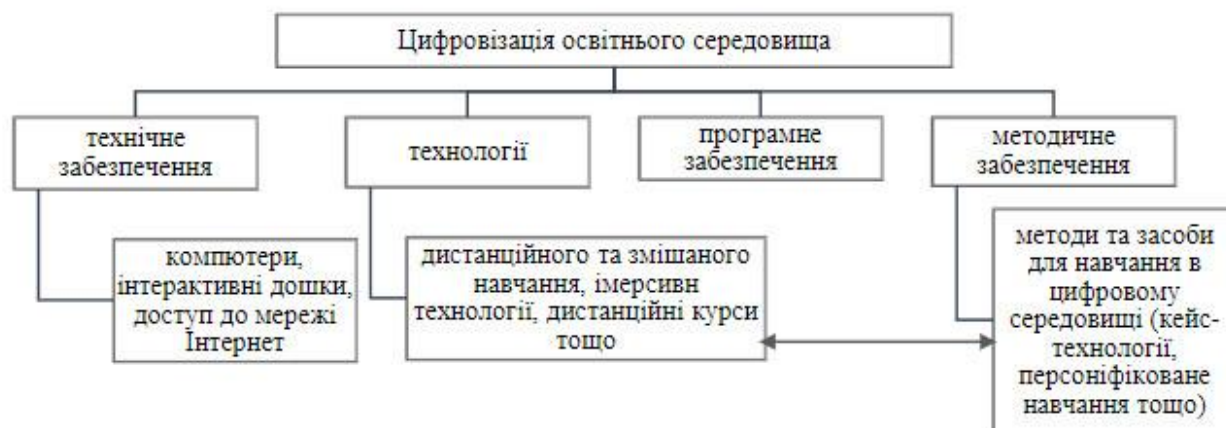 Цифровізація освітнього середовища
технічне
забезпечення
технології
програмне
забезпечення
методичне
забезпечення
компютери,
інтерактивні дошки,
доступ до мережі
Інтернет
дистанційного та змішаного
навчання, імерсивн
технології, дистанційні курси
тощо
методи та засоби
для навчання в
цифровому
середовищі (кейс-
технології,
персоніфіковане
навчання тощо)